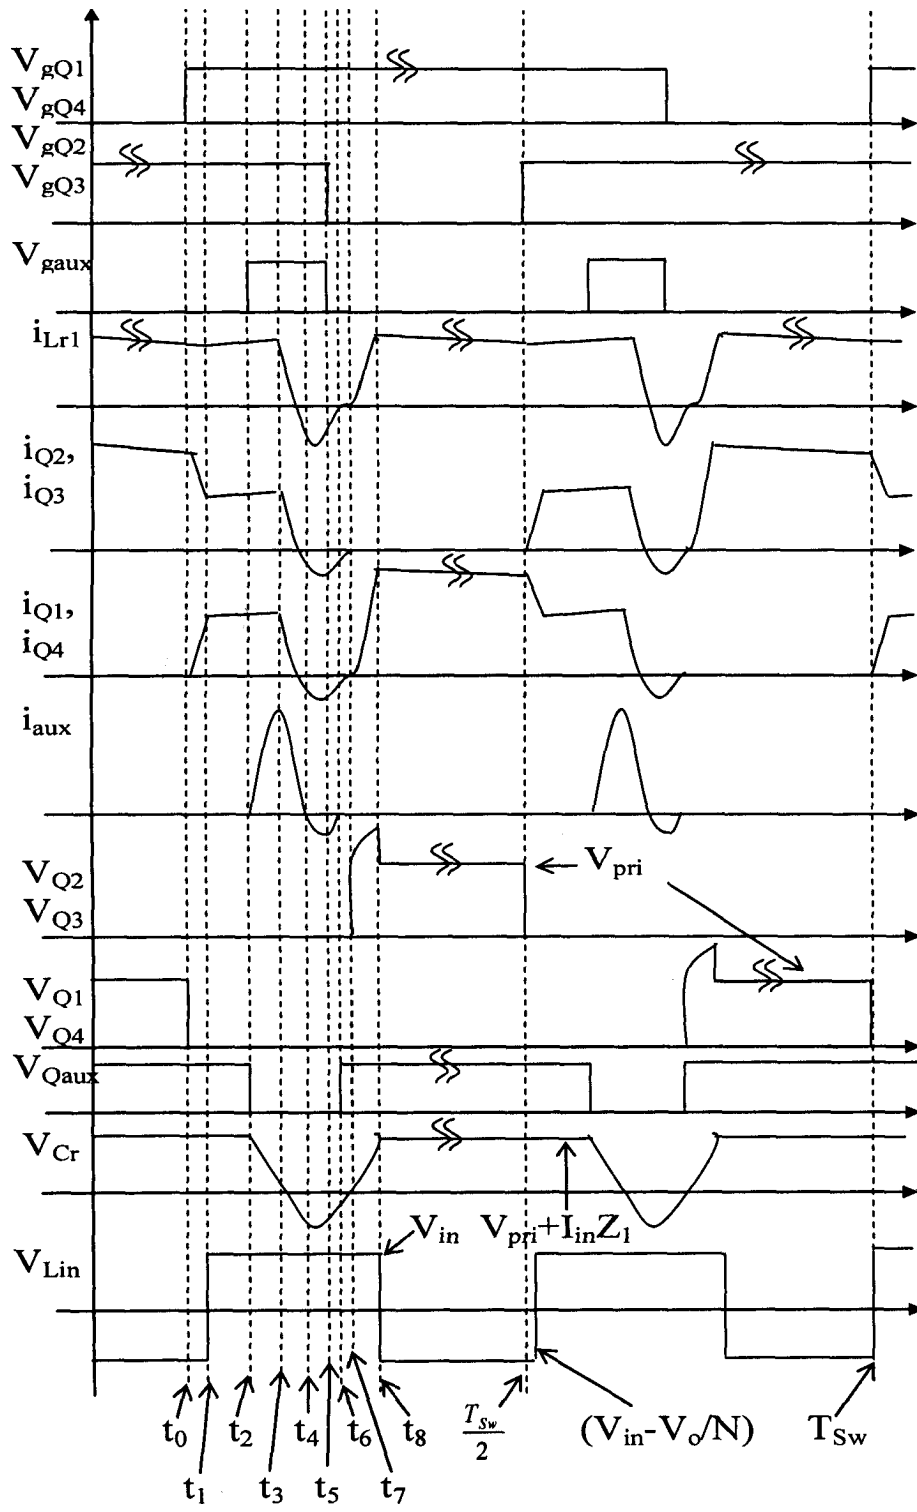 V_gQ1
V_gQ4
V_gQ2
V_gQ3
V_gaux
i_Lr1
i_Q2,
i_Q3
i_Q1,
i_Q4
i_aux
V_Q2
V_Q3
V_pri
V_Q1
V_Q4
V_Qaux
V_Cr
V_in V_pri+I_inZ_1
V_Lin
t_0 t_2 t_4 t_6 t_8 T_Sw/2 (V_in-V_o/N) T_Sw
t_1 t_3 t_5 t_7